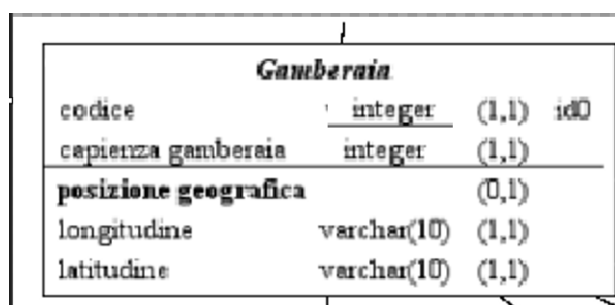 Gamberaia
codice integer (1,1) id0
capienza gamberaia integer (1,1)
posizione geografica (0,1)
longitudine varchar(10) (1,1)
latitudine varchar(10) (1,1)